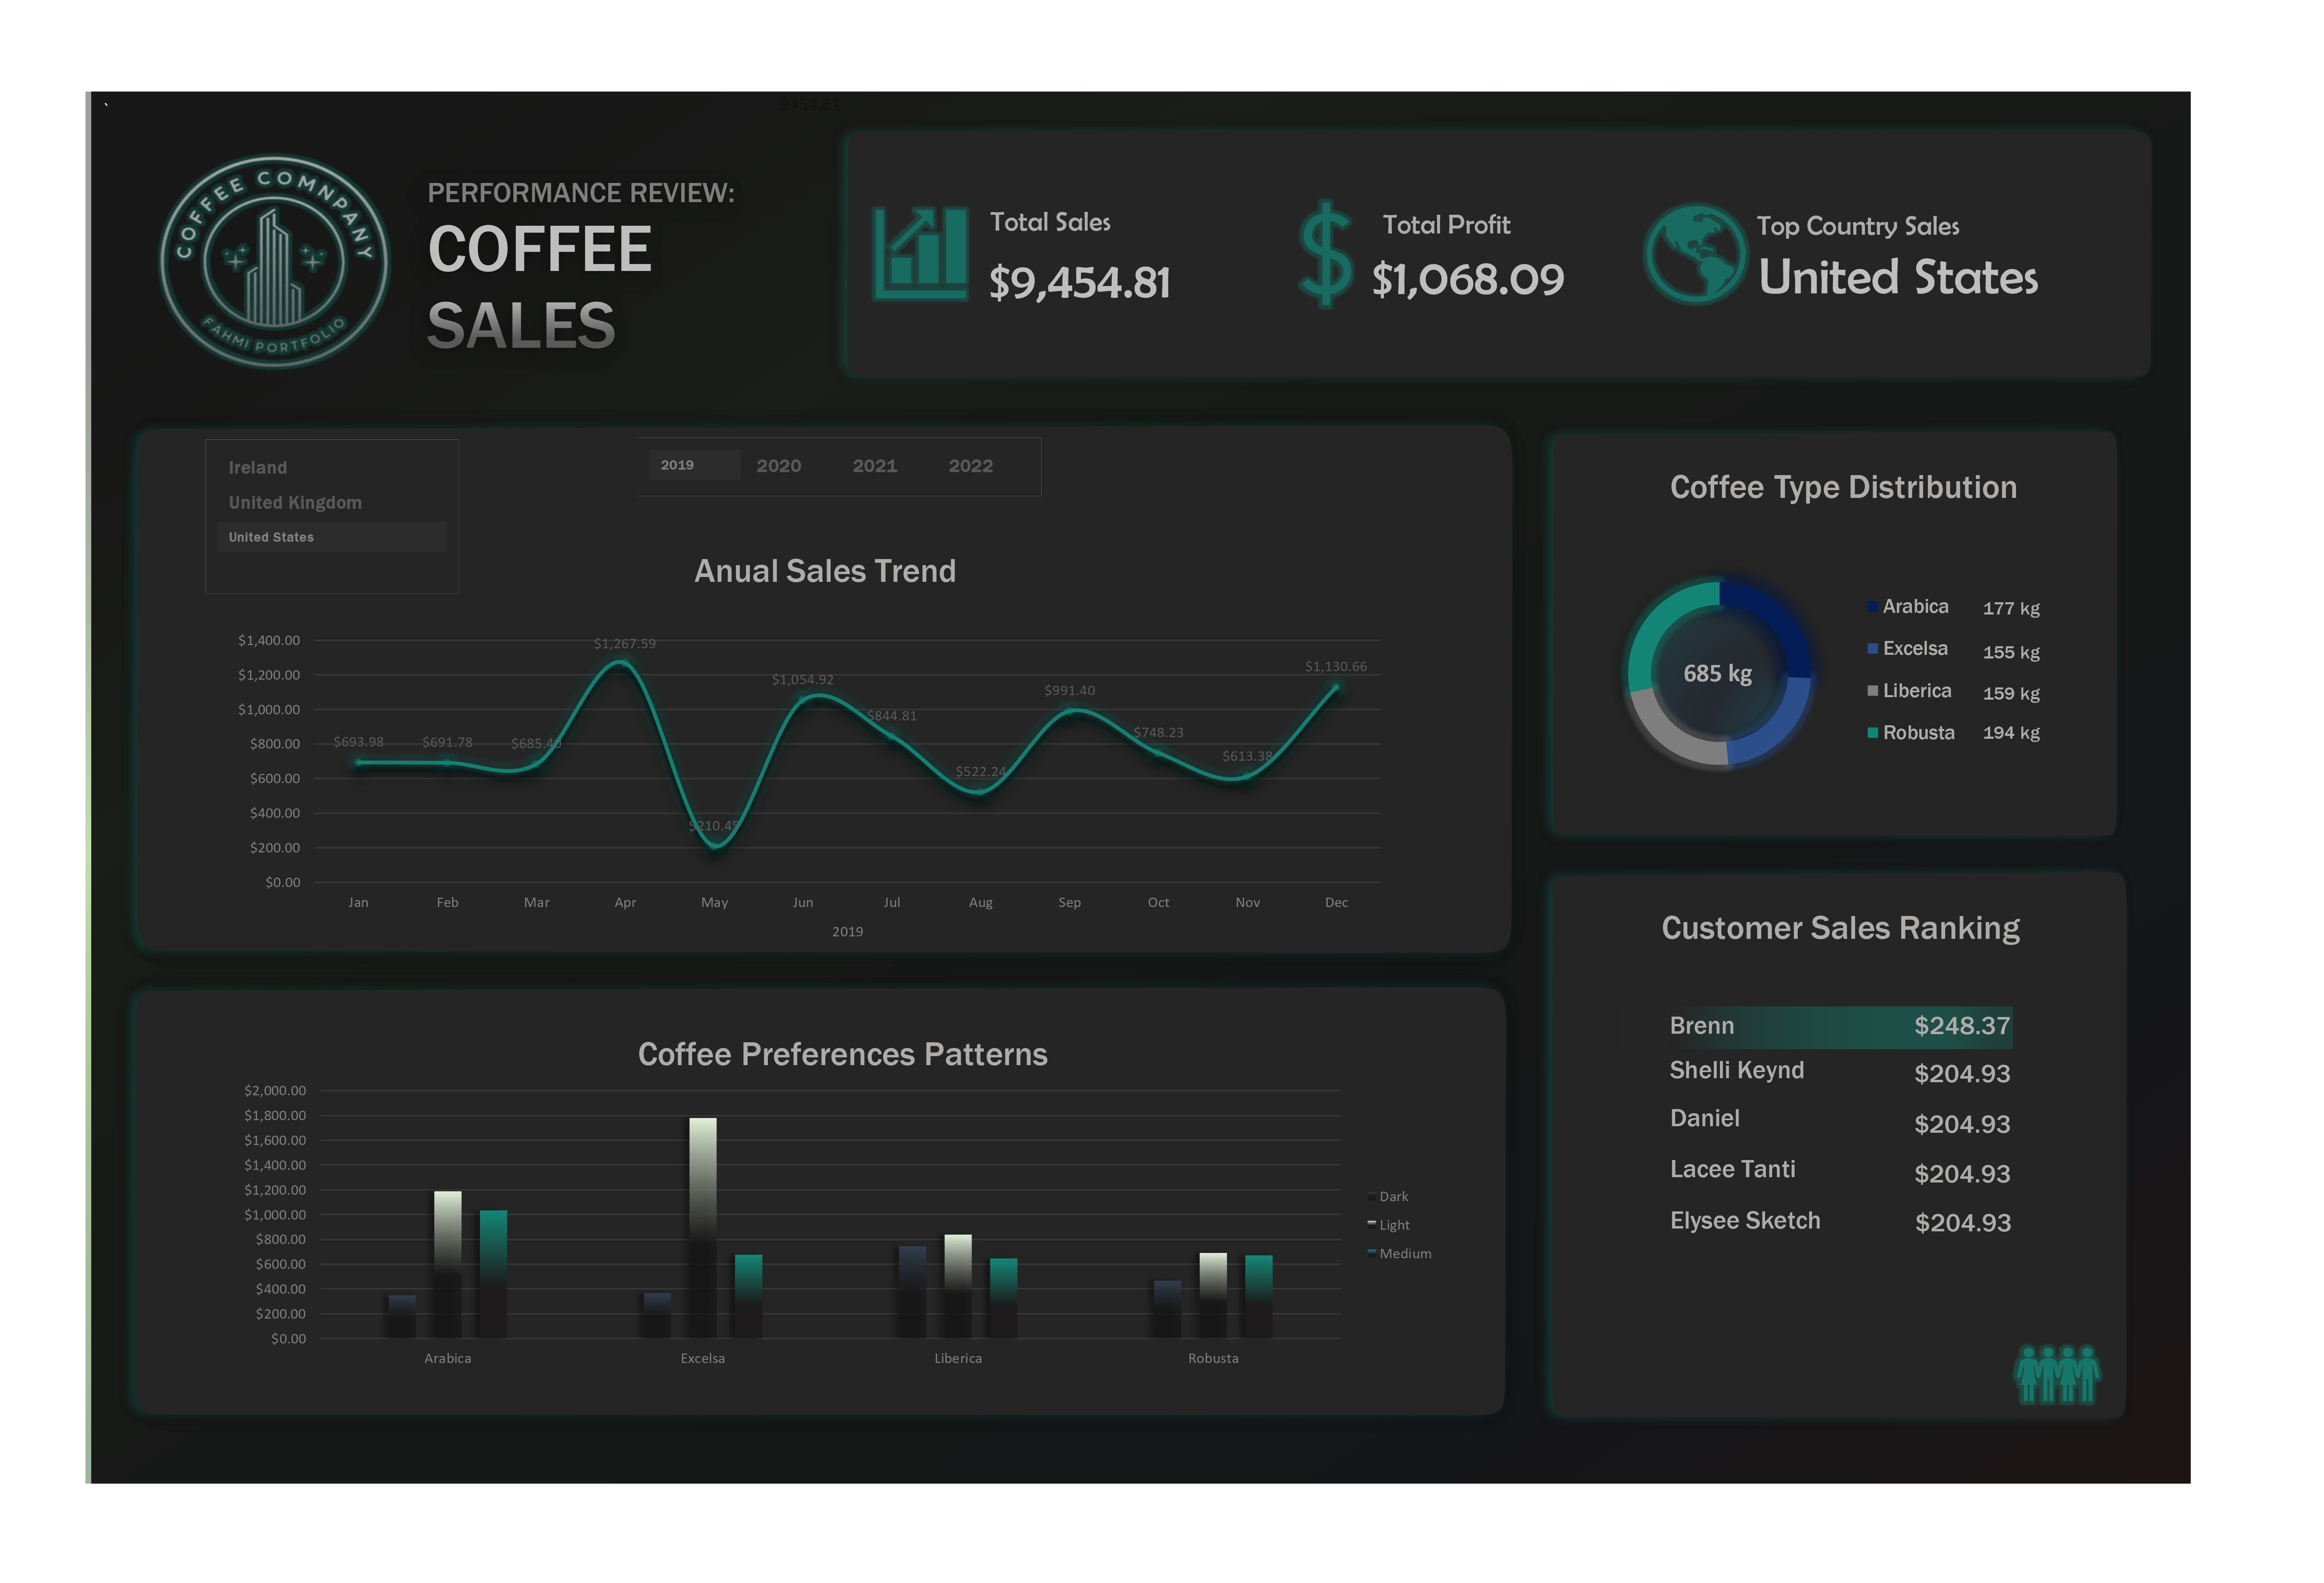 `
9454.81
COFFEE COMNPANY
FAHMI PORTFOLIO
PERFORMANCE REVIEW:
COFFEE
SALES
Total Sales
$9,454.81
Total Profit
$1,068.09
Top Country Sales
United States
Ireland
United Kingdom
United States
2019 2020 2021 2022
Anual Sales Trend
$1,400.00
$1,200.00
$1,000.00
$800.00
$600.00
$400.00
$200.00
$0.00
$693.98
$691.78
$685.40
$1,267.59
$210.45
$1,054.92
$844.81
$522.24
$991.40
$748.23
$613.38
$1,130.66
Jan Feb Mar Apr May Jun Jul Aug Sep Oct Nov Dec
2019
Coffee Type Distribution
685 kg
Arabica 177 kg
Excelsa 155 kg
Liberica 159 kg
Robusta 194 kg
Coffee Preferences Patterns
$2,000.00
$1,800.00
$1,600.00
$1,400.00
$1,200.00
$1,000.00
$800.00
$600.00
$400.00
$200.00
$0.00
Arabica Excelsa Liberica Robusta
Dark
Light
Medium
Customer Sales Ranking
Brenn $248.37
Shelli Keynd $204.93
Daniel $204.93
Lacee Tanti $204.93
Elysee Sketch $204.93